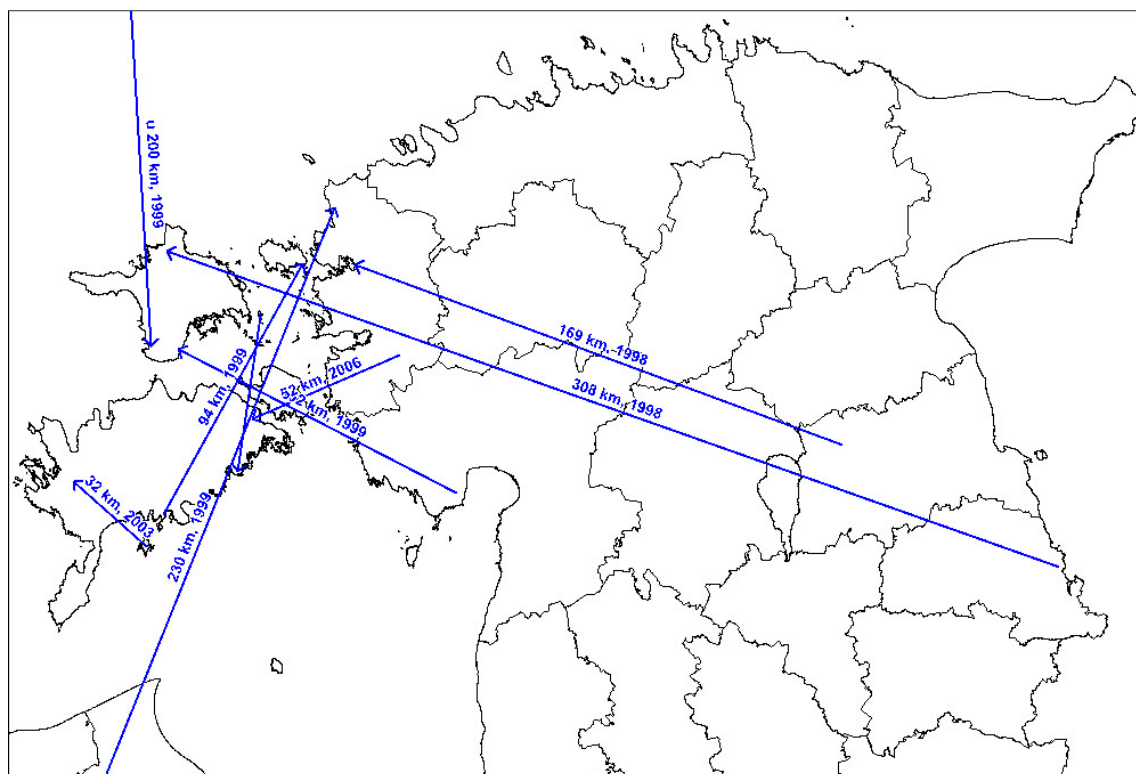 u 200 km, 1999
169 km, 1998
308 km, 1998
94 km, 1999
52 km, 2006
km, 1999
32 km, 2003
230 km, 1999